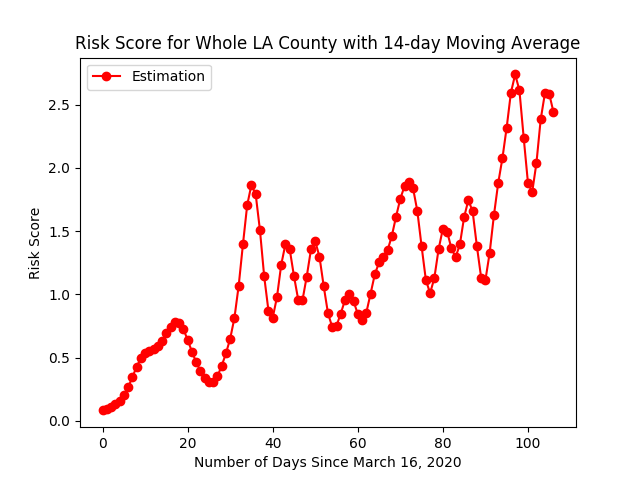 Risk Score for Whole LA County with 14-day Moving Average
Estimation
2.5
2.0
1.5
1.0
0.5
0.0
Risk Score
0 20 40 60 80 100
Number of Days Since March 16, 2020